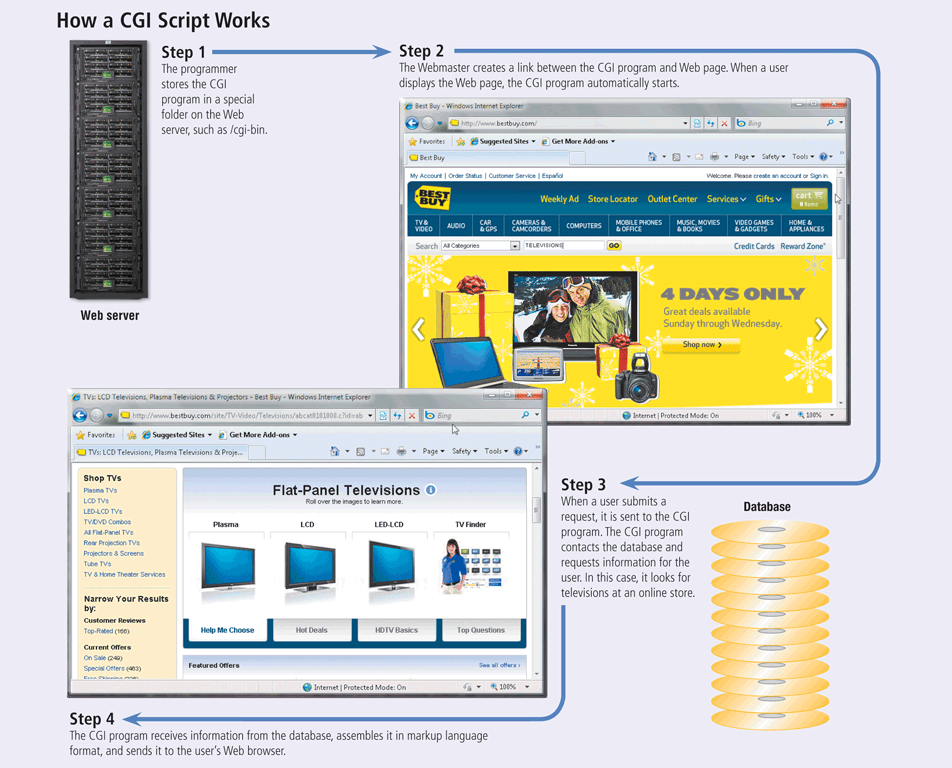 How a CGI Script Works
Step 1
The programmer
stores the CGI
program in a special
folder on the Web
server, such as /cgi-bin.
Web server
Step 2
The Webmaster creates a link between the CGI program and Web page. When a user
displays the Web page, the CGI program automatically starts.
Best Buy - Windows Internet Explorer
http://www.bestbuy.com/
Bing
Favorites
Suggested Sites
Get More Add-ons
Best Buy
Page
Safety
Tools
My Account | Order Status | Customer Service | Español
Welcome. Please create an account or Sign in.
BEST BUY
Weekly Ad
Store Locator
Outlet Center
Services
Gifts
cart
0 items
TV & VIDEO
AUDIO
CAR & GPS
CAMERAS & CAMCORDERS
COMPUTERS
MOBILE PHONES & OFFICE
MUSIC, MOVIES & BOOKS
VIDEO GAMES & GADGETS
HOME & APPLIANCES
Search
All Categories
TELEVISIONS
GO
Credit Cards
Reward Zone
4 DAYS ONLY
Great deals available
Sunday through Wednesday.
Shop now
Internet | Protected Mode: On
100%
TVs: LCD Televisions, Plasma Televisions & Projectors - Best Buy - Windows Internet Explorer
Bing
Favorites
Suggested Sites
Get More Add-ons
TVs: LCD Televisions, Plasma Televisions & Proje...
Page
Safety
Tools
Shop TVs
Plasma TVs
LCD TVs
LED-LCD TVs
TV/DVD Combos
All Flat-Panel TVs
Rear Projection TVs
Projectors & Screens
Tube TVs
TV & Home Theater Services
Narrow Your Results
by:
Customer Reviews
Top-Rated (166)
Current Offers
On Sale (249)
Special Offers (463)
Flat-Panel Televisions
Roll over the images to learn more.
Plasma
LCD
LED-LCD
TV Finder
Help Me Choose
Hot Deals
HDTV Basics
Top Questions
Featured Offers
See all offers
Internet | Protected Mode: On
100%
Step 3
When a user submits a
request, it is sent to the CGI
program. The CGI program
contacts the database and
requests information for the
user. In this case, it looks for
televisions at an online store.
Database
Step 4
The CGI program receives information from the database, assembles it in markup language
format, and sends it to the user's Web browser.